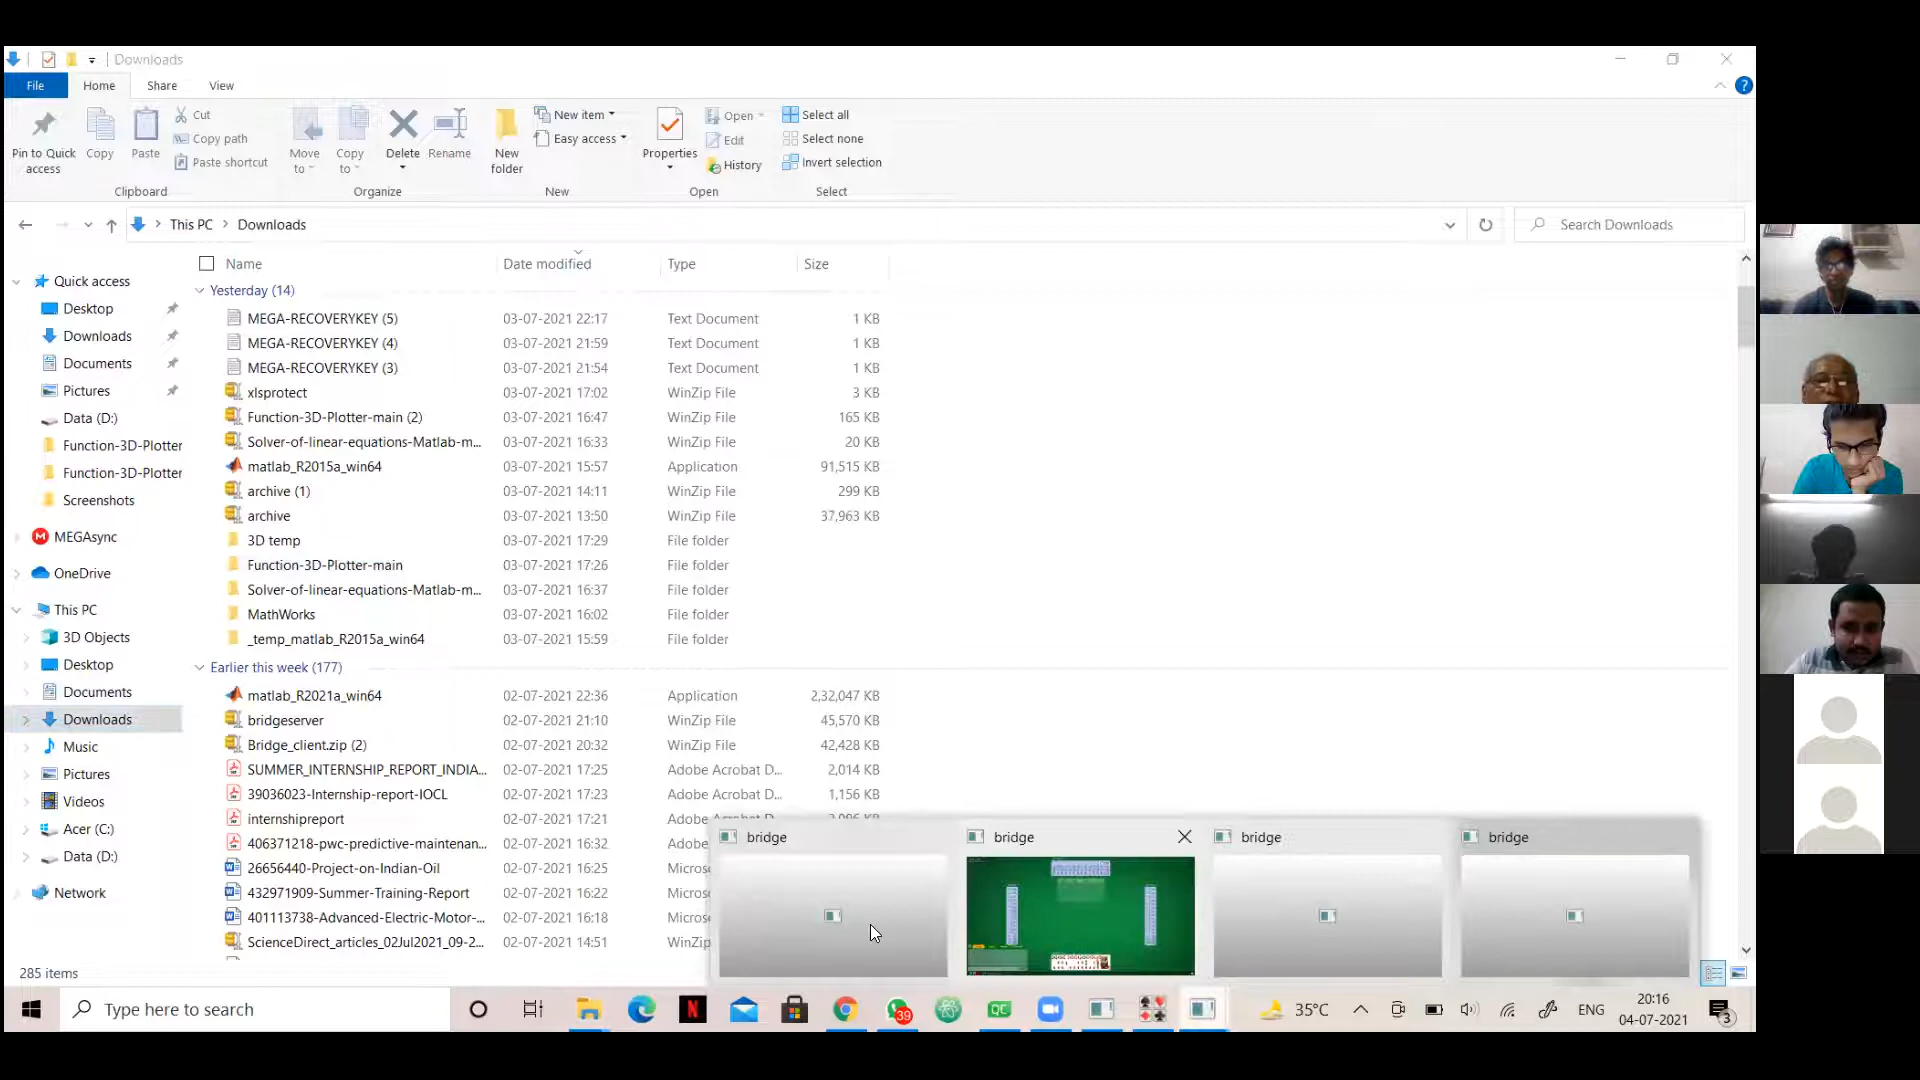 Downloads
File
Home
Share
View
Pin to Quick access
Copy
Paste
Cut
Copy path
Paste shortcut
Clipboard
Move to
Copy to
Delete
Rename
Organize
New folder
New item
Easy access
New
Properties
Open
Edit
History
Open
Select all
Select none
Invert selection
Select
This PC
Downloads
Search Downloads
Quick access
Desktop
Downloads
Documents
Pictures
Data (D:)
Function-3D-Plotter
Function-3D-Plotter
Screenshots
MEGAsync
OneDrive
This PC
3D Objects
Desktop
Documents
Downloads
Music
Pictures
Videos
Acer (C:)
Data (D:)
Network
Name Date modified Type Size
Yesterday (14)
MEGA-RECOVERYKEY (5) 03-07-2021 22:17 Text Document 1 KB
MEGA-RECOVERYKEY (4) 03-07-2021 21:59 Text Document 1 KB
MEGA-RECOVERYKEY (3) 03-07-2021 21:54 Text Document 1 KB
xlsprotect 03-07-2021 17:02 WinZip File 3 KB
Function-3D-Plotter-main (2) 03-07-2021 16:47 WinZip File 165 KB
Solver-of-linear-equations-Matlab-m... 03-07-2021 16:33 WinZip File 20 KB
matlab_R2015a_win64 03-07-2021 15:57 Application 91,515 KB
archive (1) 03-07-2021 14:11 WinZip File 299 KB
archive 03-07-2021 13:50 WinZip File 37,963 KB
3D temp 03-07-2021 17:29 File folder
Function-3D-Plotter-main 03-07-2021 17:26 File folder
Solver-of-linear-equations-Matlab-m... 03-07-2021 16:37 File folder
MathWorks 03-07-2021 16:02 File folder
_temp_matlab_R2015a_win64 03-07-2021 15:59 File folder
Earlier this week (177)
matlab_R2021a_win64 02-07-2021 22:36 Application 2,32,047 KB
bridgeserver 02-07-2021 21:10 WinZip File 45,570 KB
Bridge_client.zip (2) 02-07-2021 20:32 WinZip File 42,428 KB
SUMMER_INTERNSHIP_REPORT_INDIA... 02-07-2021 17:25 Adobe Acrobat D... 2,014 KB
39036023-Internship-report-IOCL 02-07-2021 17:23 Adobe Acrobat D... 1,156 KB
internshipreport 02-07-2021 17:21 Adobe Acrobat D...
406371218-pwc-predictive-maintenan... 02-07-2021 16:32 Adobe
26656440-Project-on-Indian-Oil 02-07-2021 16:25 Micros
432971909-Summer-Training-Report 02-07-2021 16:22 Micros
401113738-Advanced-Electric-Motor-... 02-07-2021 16:18 Micros
ScienceDirect_articles_02Jul2021_09-2... 02-07-2021 14:51 WinZip
bridge
bridge
bridge
bridge
285 items
Type here to search
39
QC
35°C
ENG
20:16
04-07-2021
3